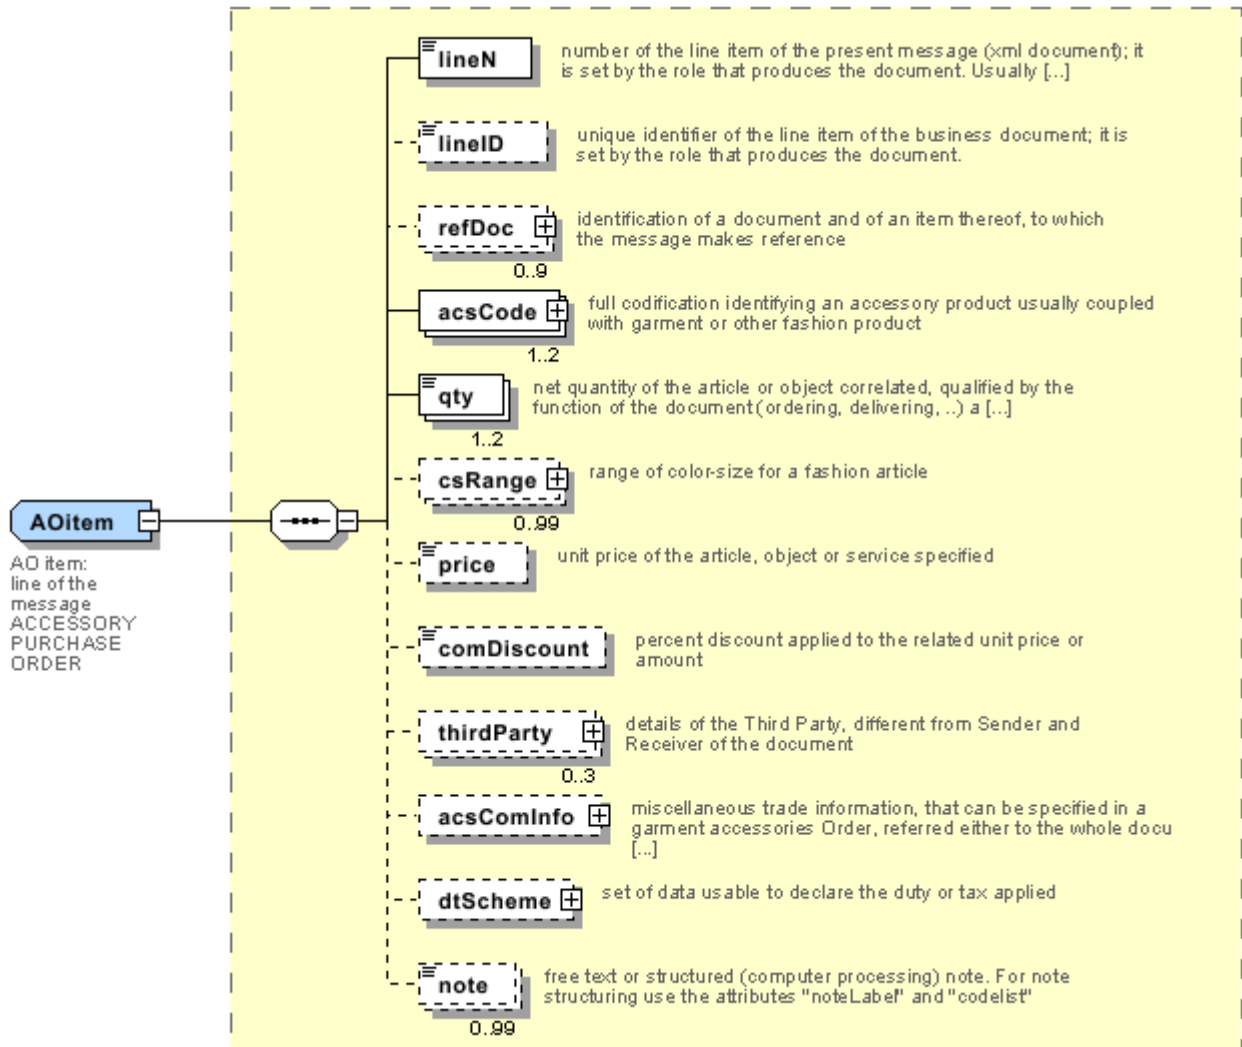 lineN
number of the line item of the present message (xml document); it
is set by the role that produces the document. Usually [...]
lineID
unique identifier of the line item of the business document; it is
set by the role that produces the document.
refDoc
identification of a document and of an item thereof, to which
the message makes reference
0..9
acsCode
full codification identifying an accessory product usually coupled
with garment or other fashion product
1..2
qty
net quantity of the article or object correlated, qualified by the
function of the document (ordering, delivering, ..) a [...]
1..2
csRange
range of color-size for a fashion article
0..99
AOitem
AO item:
line of the
message
ACCESSORY
PURCHASE
ORDER
price
unit price of the article, object or service specified
comDiscount
percent discount applied to the related unit price or
amount
thirdParty
details of the Third Party, different from Sender and
Receiver of the document
0..3
acsComInfo
miscellaneous trade information, that can be specified in a
garment accessories Order, referred either to the whole docu
[...]
dtScheme
set of data usable to declare the duty or tax applied
note
free text or structured (computer processing) note. For note
structuring use the attributes "noteLabel" and "codelist"
0..99